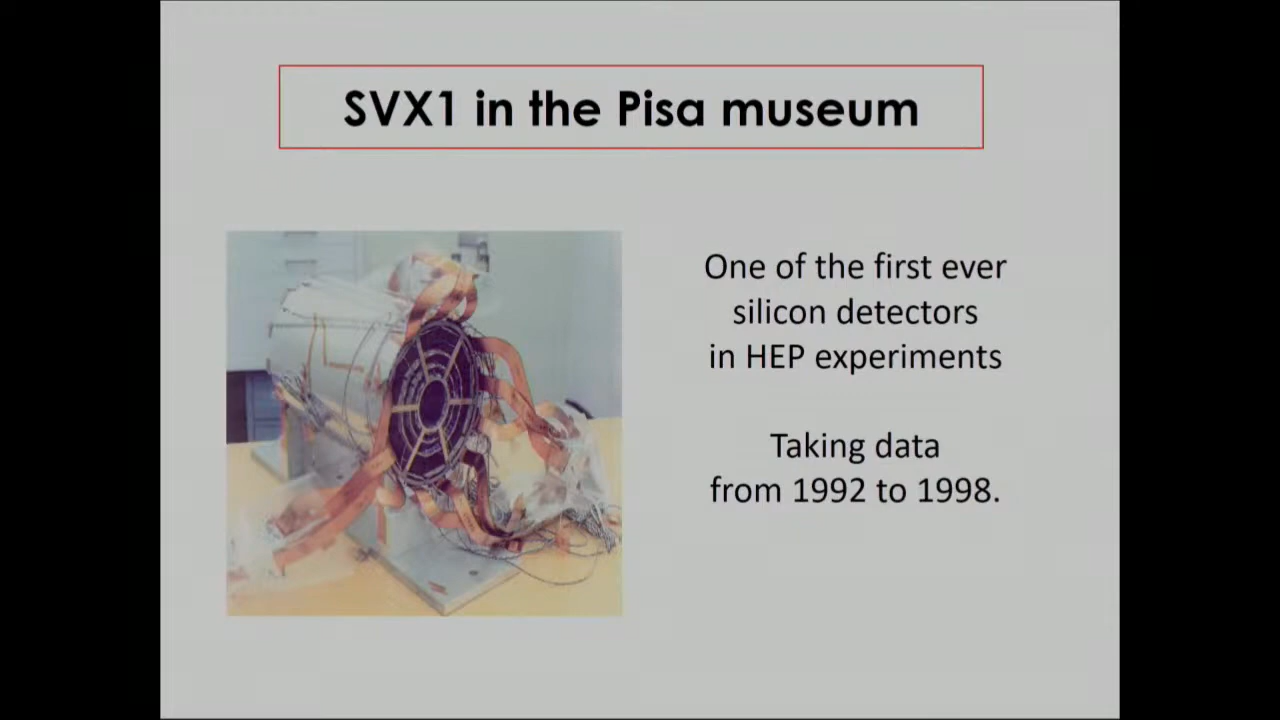 SVX1 in the Pisa museum
One of the first ever
silicon detectors
in HEP experiments
Taking data
from 1992 to 1998.